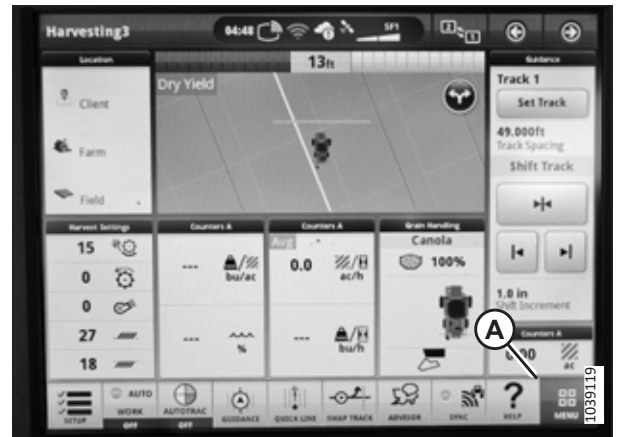 Harvesting3
04:48
SF1
2
1
Location
Client
Farm
Field
13ft
Dry Yield
Guidance
Track 1
Set Track
49.000ft
Track Spacing
Shift Track
1.0 in
Shift Increment
Harvest Settings
15
0
0
27
18
Counters A
---
bu/ac
---
%
Counters A
Avg
0.0
ac/h
---
bu/h
Grain Handling
Canola
100%
Counters A
ac
A
SETUP
AUTO
WORK
OFF
AUTOTRAC
OFF
GUIDANCE
QUICK LINE
SWAP TRACK
ADVISOR
SYNC
?
HELP
MENU
1039119